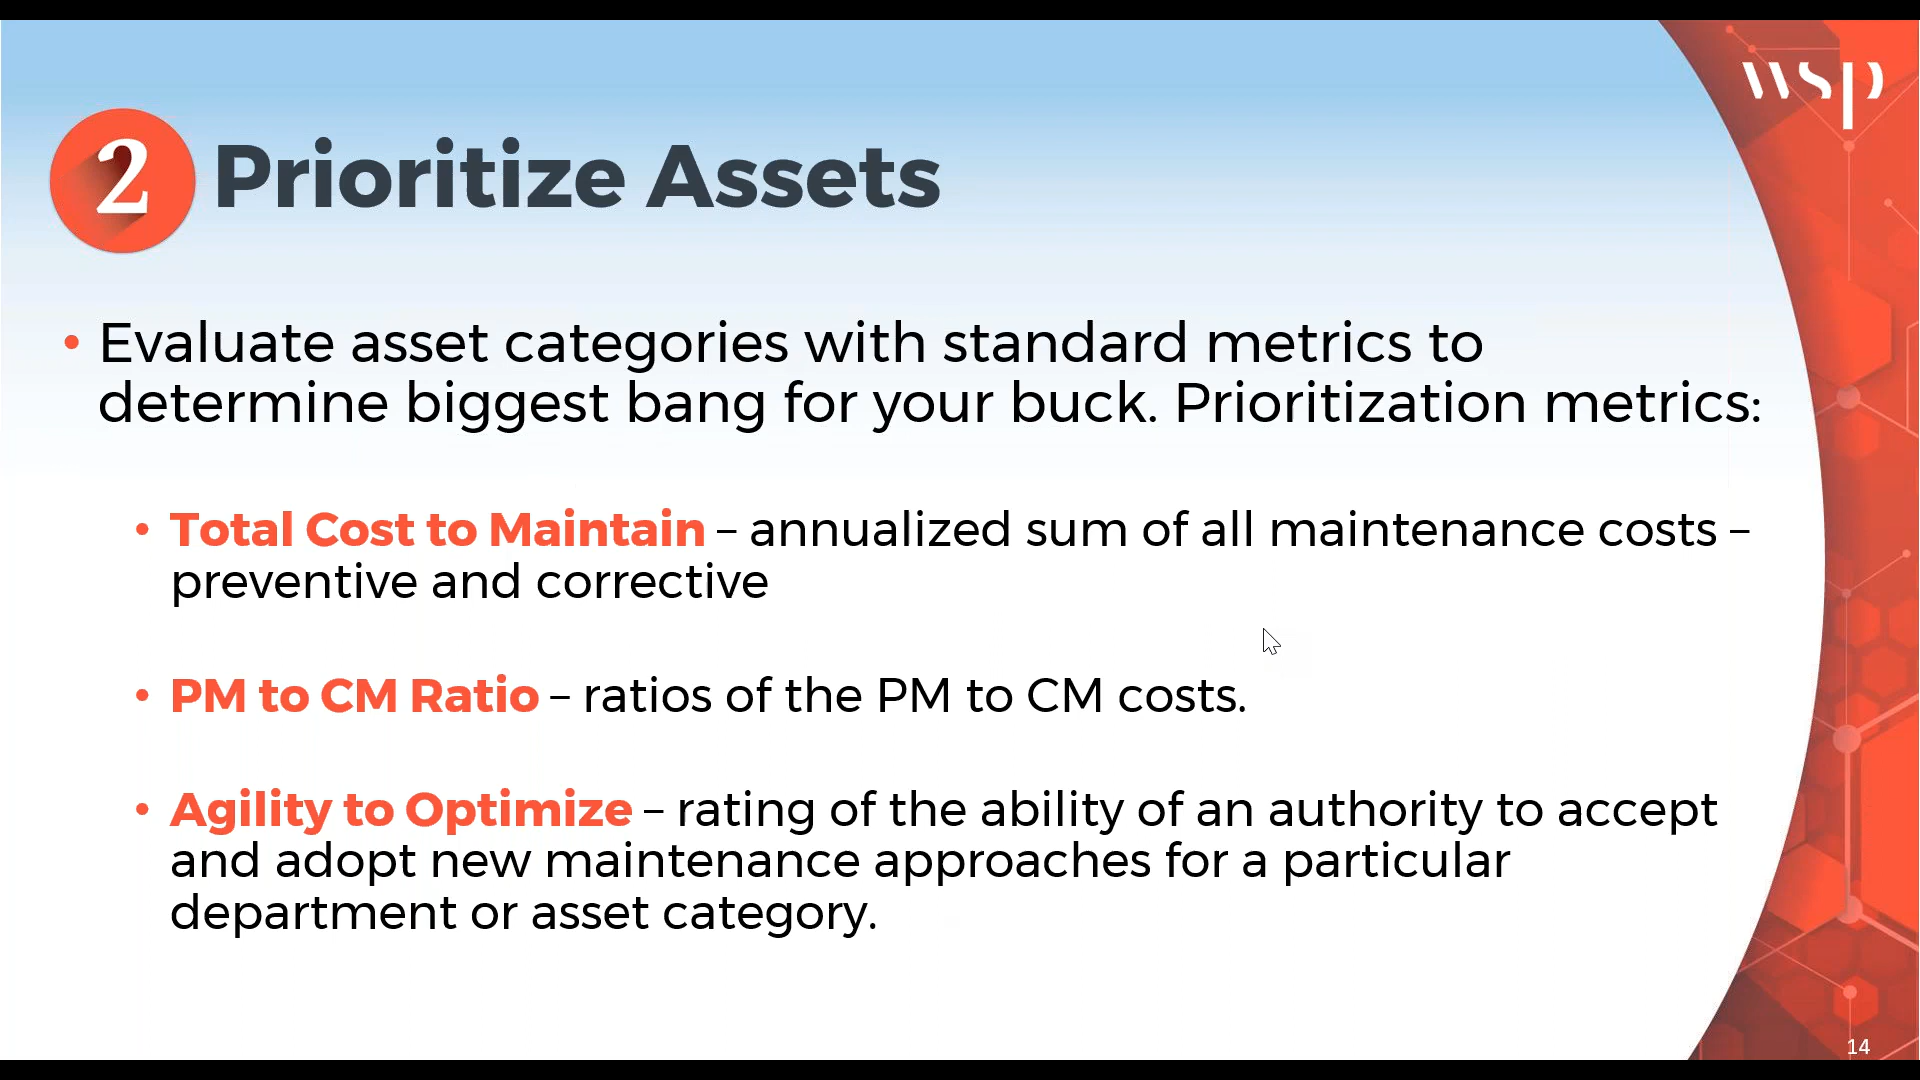 wsp
2 Prioritize Assets
• Evaluate asset categories with standard metrics to
determine biggest bang for your buck. Prioritization metrics:
• Total Cost to Maintain – annualized sum of all maintenance costs –
preventive and corrective
• PM to CM Ratio – ratios of the PM to CM costs.
• Agility to Optimize – rating of the ability of an authority to accept
and adopt new maintenance approaches for a particular
department or asset category.
14